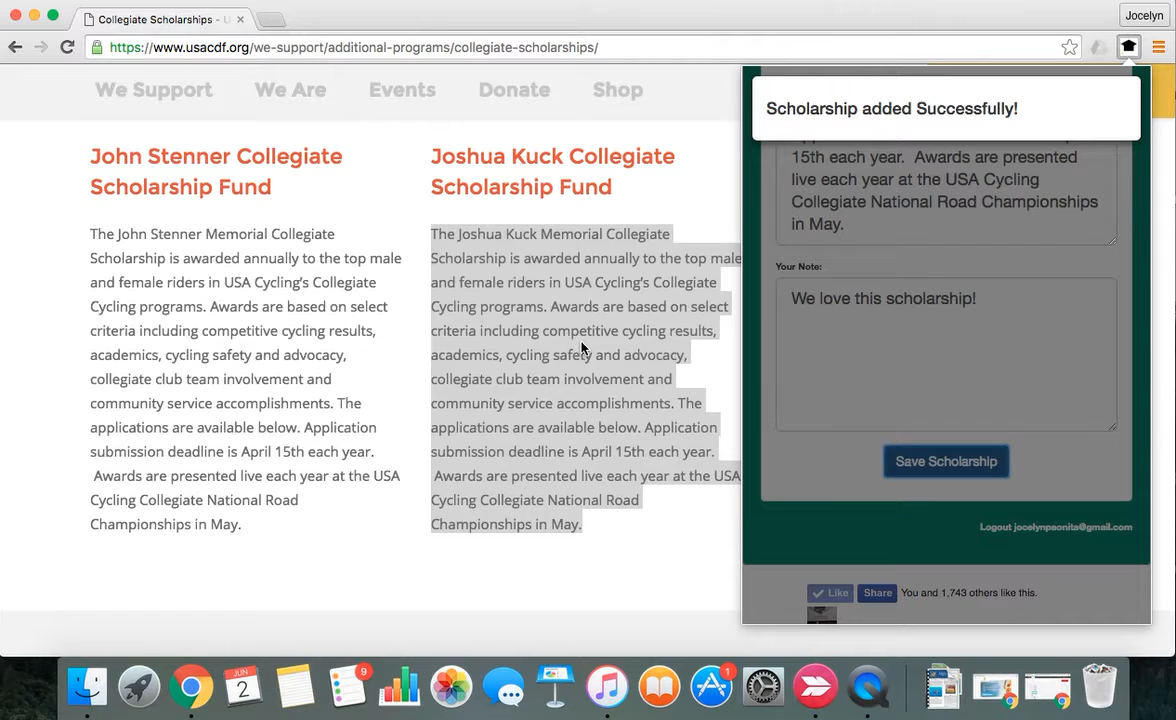 Collegiate Scholarships - U
Jocelyn
https://www.usacdf.org/we-support/additional-programs/collegiate-scholarships/
We Support We Are Events Donate Shop
John Stenner Collegiate
Scholarship Fund
The John Stenner Memorial Collegiate
Scholarship is awarded annually to the top male
and female riders in USA Cycling's Collegiate
Cycling programs. Awards are based on select
criteria including competitive cycling results,
academics, cycling safety and advocacy,
collegiate club team involvement and
community service accomplishments. The
applications are available below. Application
submission deadline is April 15th each year.
Awards are presented live each year at the USA
Cycling Collegiate National Road
Championships in May.
Joshua Kuck Collegiate
Scholarship Fund
The Joshua Kuck Memorial Collegiate
Scholarship is awarded annually to the top male
and female riders in USA Cycling's Collegiate
Cycling programs. Awards are based on select
criteria including competitive cycling results,
academics, cycling safety and advocacy,
collegiate club team involvement and
community service accomplishments. The
applications are available below. Application
submission deadline is April 15th each year.
Awards are presented live each year at the USA
Cycling Collegiate National Road
Championships in May.
Scholarship added Successfully!
15th each year. Awards are presented
live each year at the USA Cycling
Collegiate National Road Championships
in May.
Your Note:
We love this scholarship!
Save Scholarship
Logout jocelynpaonita@gmail.com
Like Share You and 1,743 others like this.
JUN
2
9
1